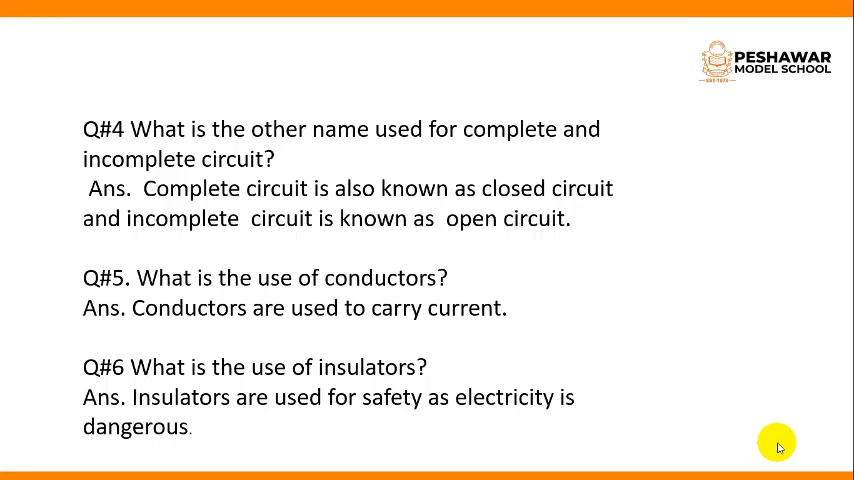 PESHAWAR
MODEL SCHOOL
EST-1973
Q#4 What is the other name used for complete and
incomplete circuit?
Ans. Complete circuit is also known as closed circuit
and incomplete circuit is known as open circuit.
Q#5. What is the use of conductors?
Ans. Conductors are used to carry current.
Q#6 What is the use of insulators?
Ans. Insulators are used for safety as electricity is
dangerous.